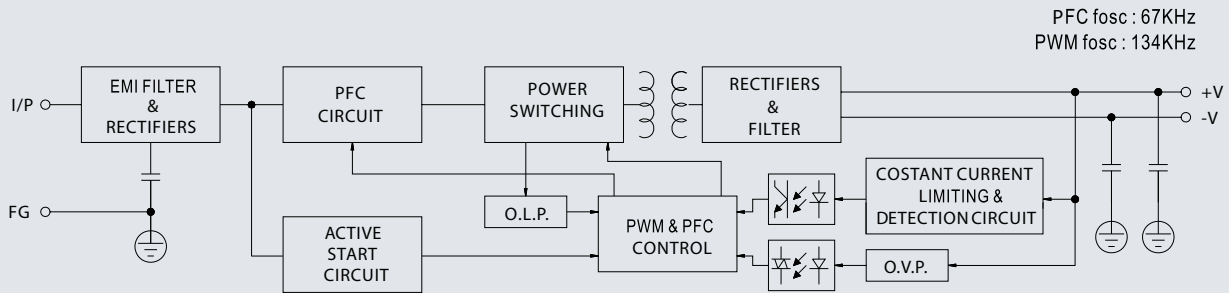 PFC fosc : 67KHz
PWM fosc : 134KHz
I/P
EMI FILTER
&
RECTIFIERS
PFC
CIRCUIT
POWER
SWITCHING
RECTIFIERS
&
FILTER
+V
-V
FG
ACTIVE
START
CIRCUIT
O.L.P.
PWM & PFC
CONTROL
COSTANT CURRENT
LIMITING &
DETECTION CIRCUIT
O.V.P.